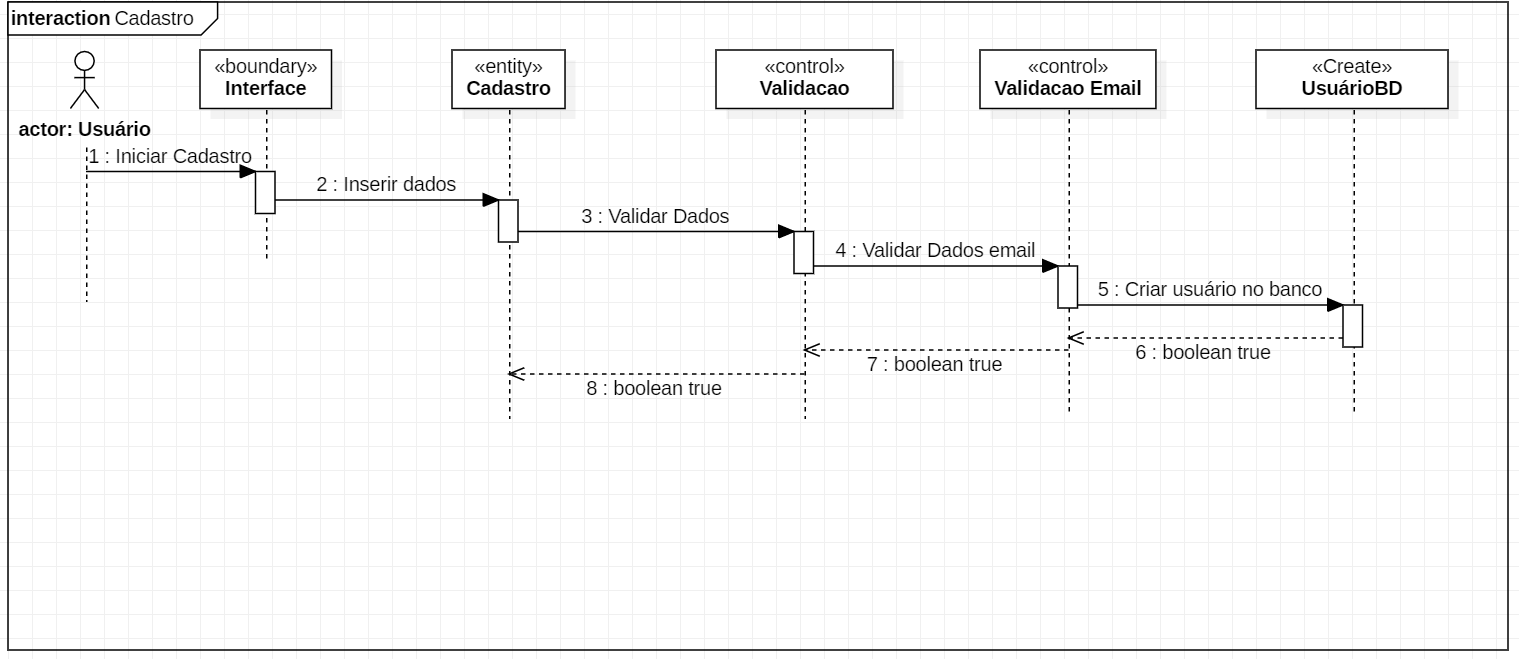 interaction Cadastro
actor: Usuário
«boundary»
Interface
«entity»
Cadastro
«control»
Validacao
«control»
Validacao Email
«Create»
UsuárioBD
1 : Iniciar Cadastro
2 : Inserir dados
3 : Validar Dados
4 : Validar Dados email
5 : Criar usuário no banco
6 : boolean true
7 : boolean true
8 : boolean true